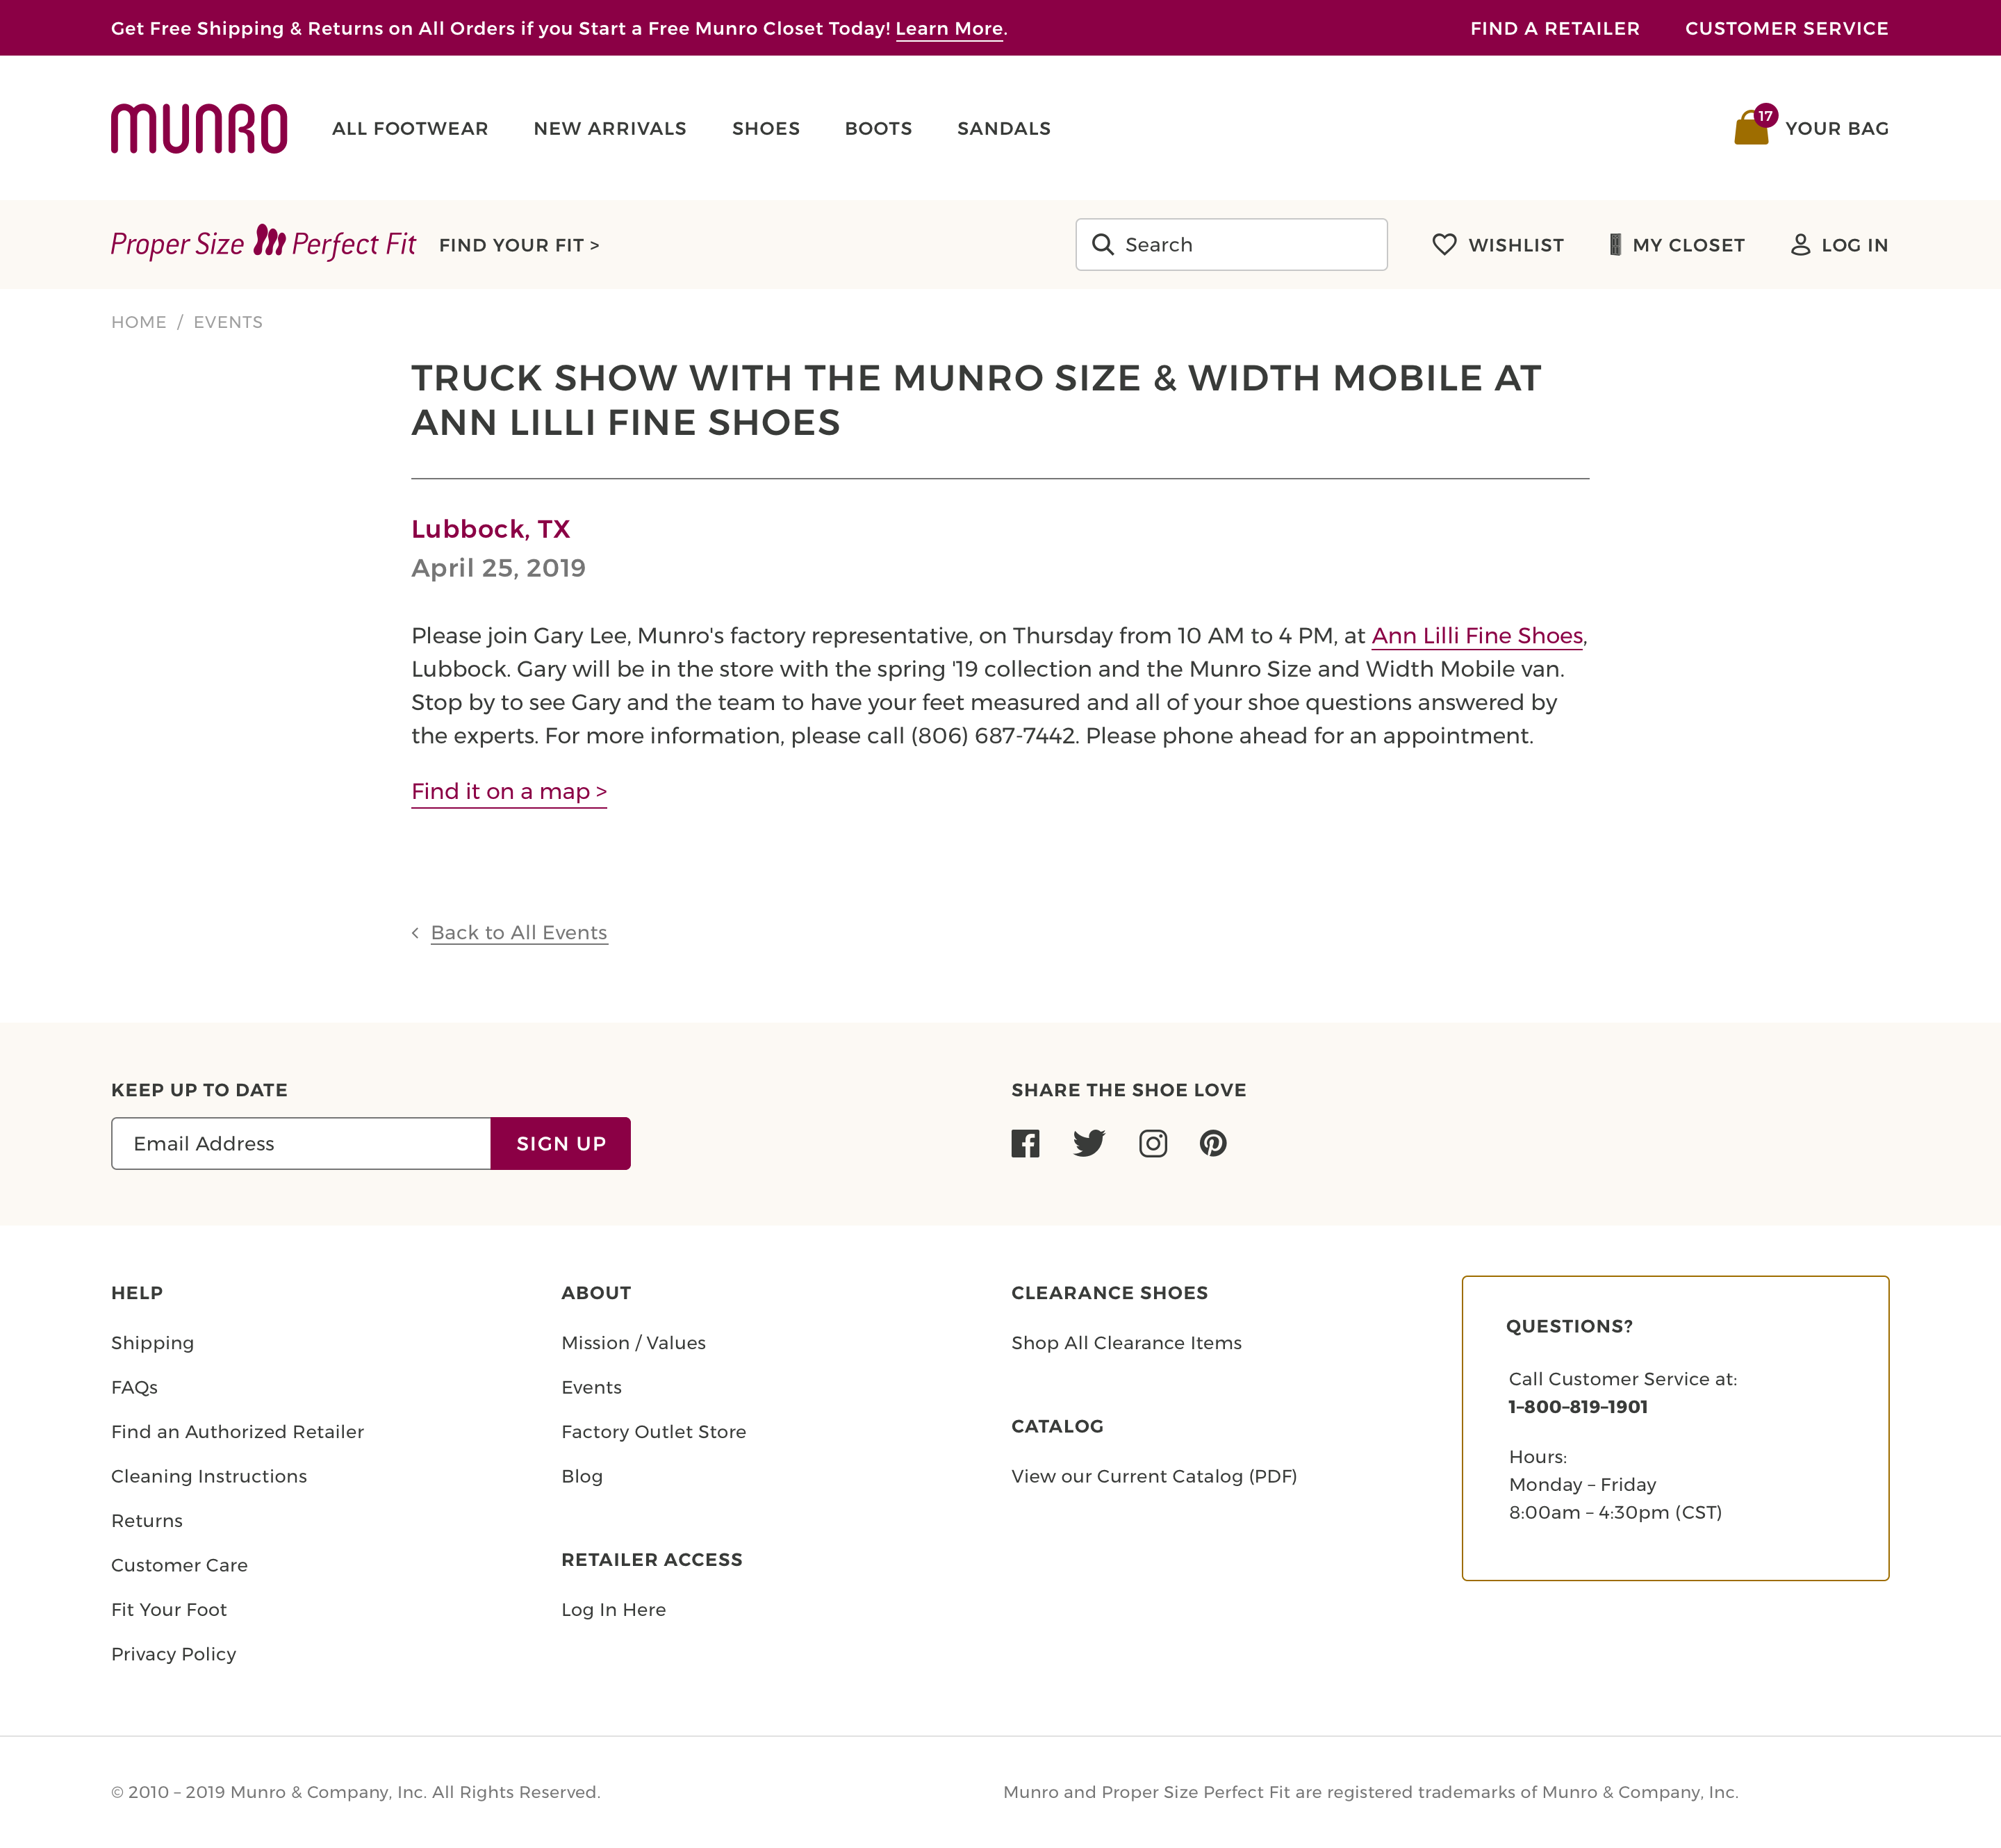 Get Free Shipping & Returns on All Orders if you Start a Free Munro Closet Today! Learn More.
FIND A RETAILER
CUSTOMER SERVICE
MUNRO
ALL FOOTWEAR
NEW ARRIVALS
SHOES
BOOTS
SANDALS
17
YOUR BAG
Proper Size Perfect Fit
FIND YOUR FIT >
Search
WISHLIST
MY CLOSET
LOG IN
HOME / EVENTS
TRUCK SHOW WITH THE MUNRO SIZE & WIDTH MOBILE AT
ANN LILLI FINE SHOES
Lubbock, TX
April 25, 2019
Please join Gary Lee, Munro's factory representative, on Thursday from 10 AM to 4 PM, at Ann Lilli Fine Shoes,
Lubbock. Gary will be in the store with the spring '19 collection and the Munro Size and Width Mobile van.
Stop by to see Gary and the team to have your feet measured and all of your shoe questions answered by
the experts. For more information, please call (806) 687-7442. Please phone ahead for an appointment.
Find it on a map >
< Back to All Events
KEEP UP TO DATE
Email Address
SIGN UP
SHARE THE SHOE LOVE
HELP
Shipping
FAQs
Find an Authorized Retailer
Cleaning Instructions
Returns
Customer Care
Fit Your Foot
Privacy Policy
ABOUT
Mission / Values
Events
Factory Outlet Store
Blog
RETAILER ACCESS
Log In Here
CLEARANCE SHOES
Shop All Clearance Items
CATALOG
View our Current Catalog (PDF)
QUESTIONS?
Call Customer Service at:
1–800–819–1901
Hours:
Monday – Friday
8:00am – 4:30pm (CST)
© 2010 – 2019 Munro & Company, Inc. All Rights Reserved.
Munro and Proper Size Perfect Fit are registered trademarks of Munro & Company, Inc.